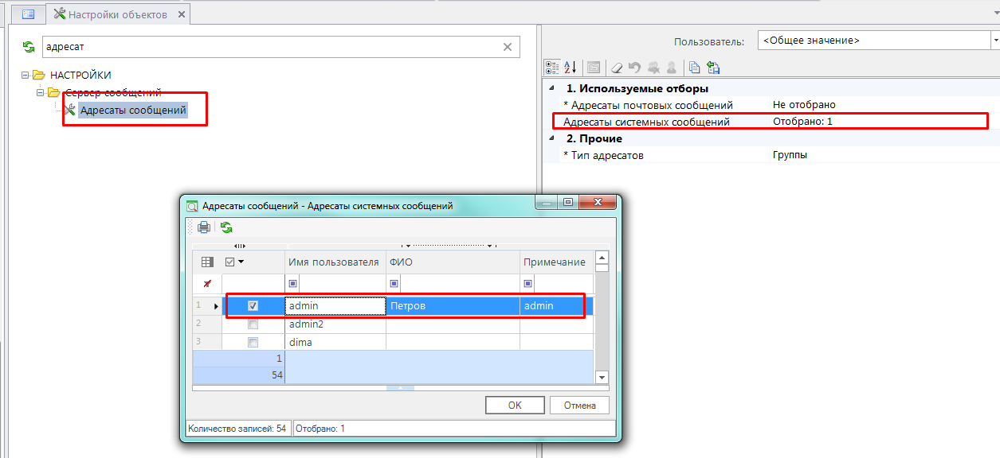 Настройки объектов
адресат
НАСТРОЙКИ
Сервер сообщений
Адресаты сообщений
Пользователь: <Общее значение>
1. Используемые отборы
* Адресаты почтовых сообщений Не отобрано
Адресаты системных сообщений Отобрано: 1
2. Прочие
* Тип адресатов Группы
Адресаты сообщений - Адресаты системных сообщений
Имя пользователя ФИО Примечание
1 admin Петров admin
2 admin2
3 dima
1
54
OK Отмена
Количество записей: 54 Отобрано: 1